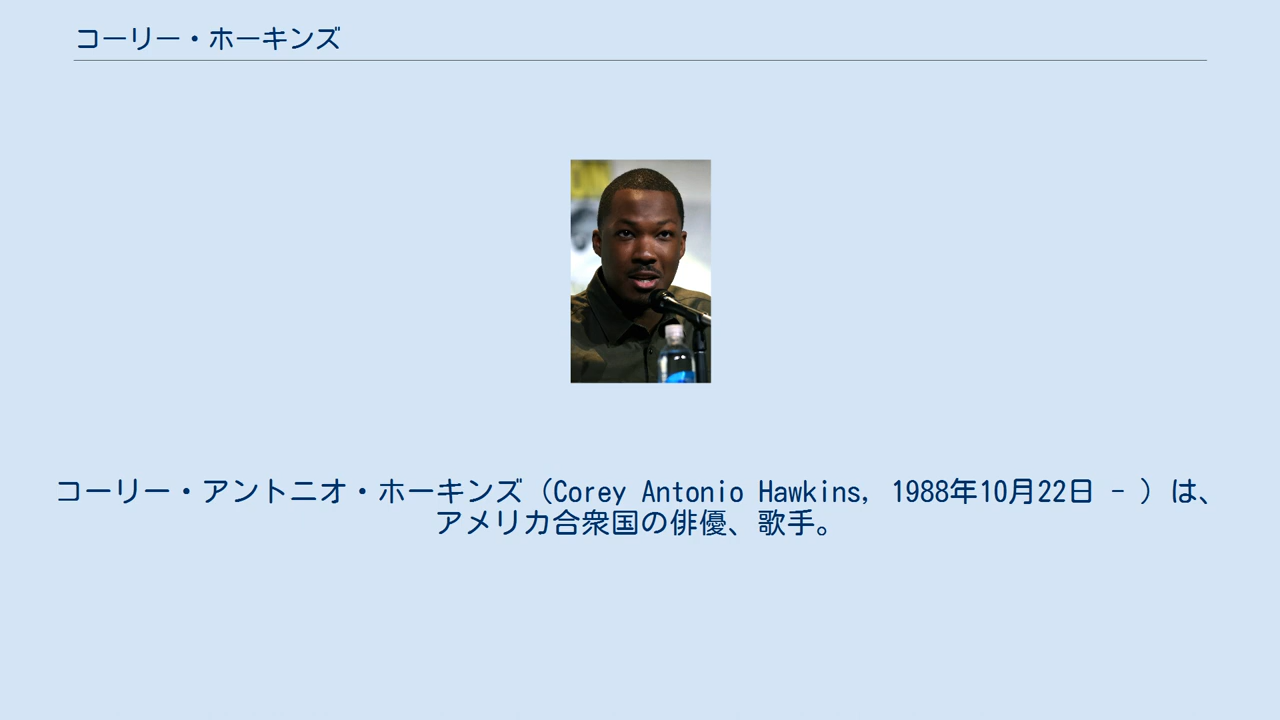 コーリー・ホーキンズ
コーリー・アントニオ・ホーキンズ（Corey Antonio Hawkins, 1988年10月22日 - ）は、
アメリカ合衆国の俳優、歌手。